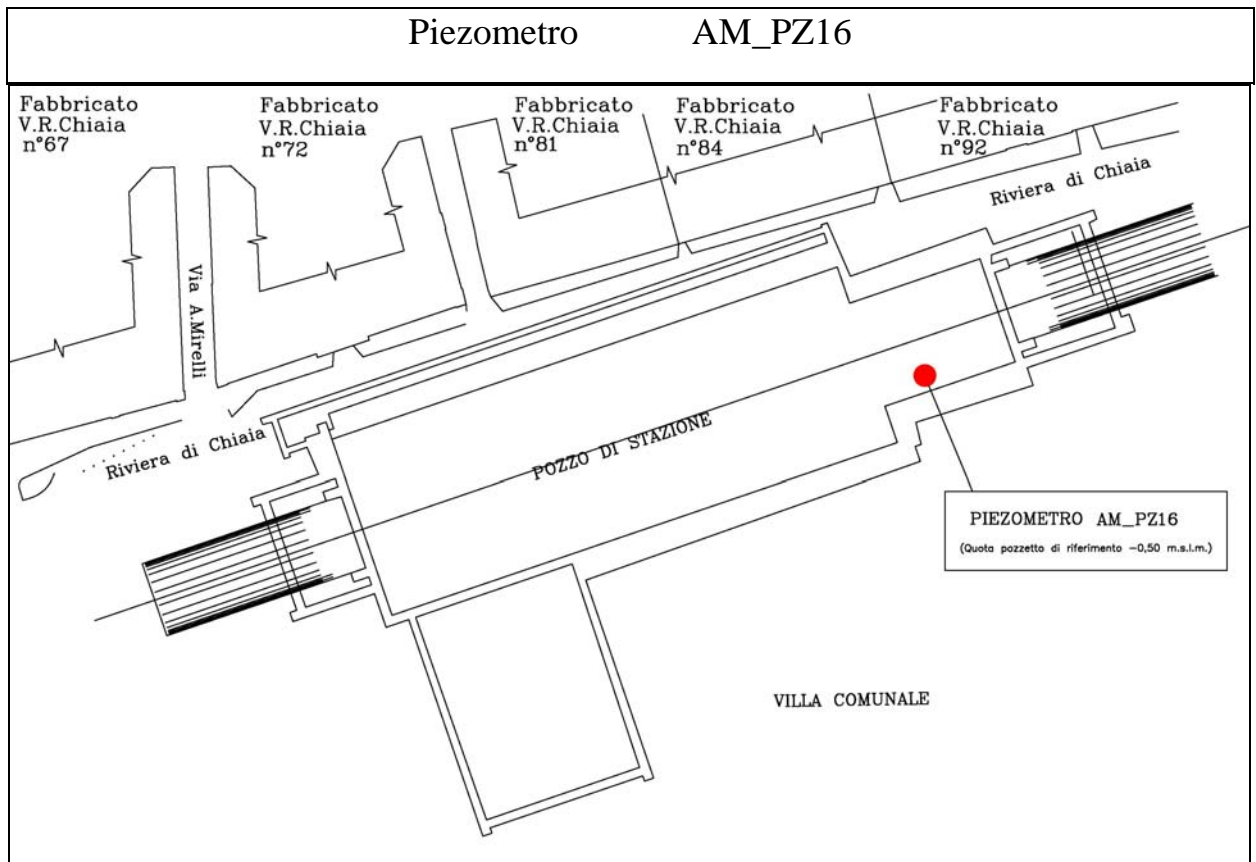 Piezometro AM_PZ16
Fabbricato
V.R.Chiaia
n°67
Fabbricato
V.R.Chiaia
n°72
Fabbricato
V.R.Chiaia
n°81
Fabbricato
V.R.Chiaia
n°84
Fabbricato
V.R.Chiaia
n°92
Riviera di Chiaia
Via A.Mirelli
Riviera di Chiaia
POZZO DI STAZIONE
PIEZOMETRO AM_PZ16
(Quota pozzetto di riferimento -0,50 m.s.l.m.)
VILLA COMUNALE